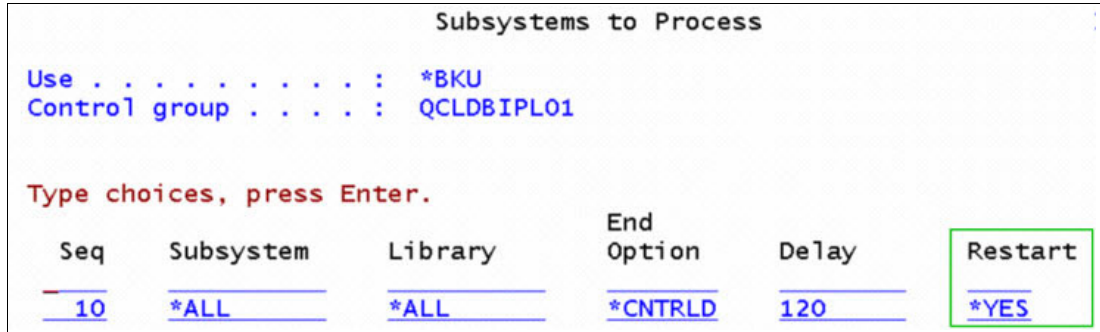 Subsystems to Process
Use . . . . . . . . . . : *BKU
Control group . . . . : QCLDBIPL01
Type choices, press Enter.
End
Seq Subsystem Library Option Delay Restart
10 *ALL *ALL *CNTRLD 120 *YES